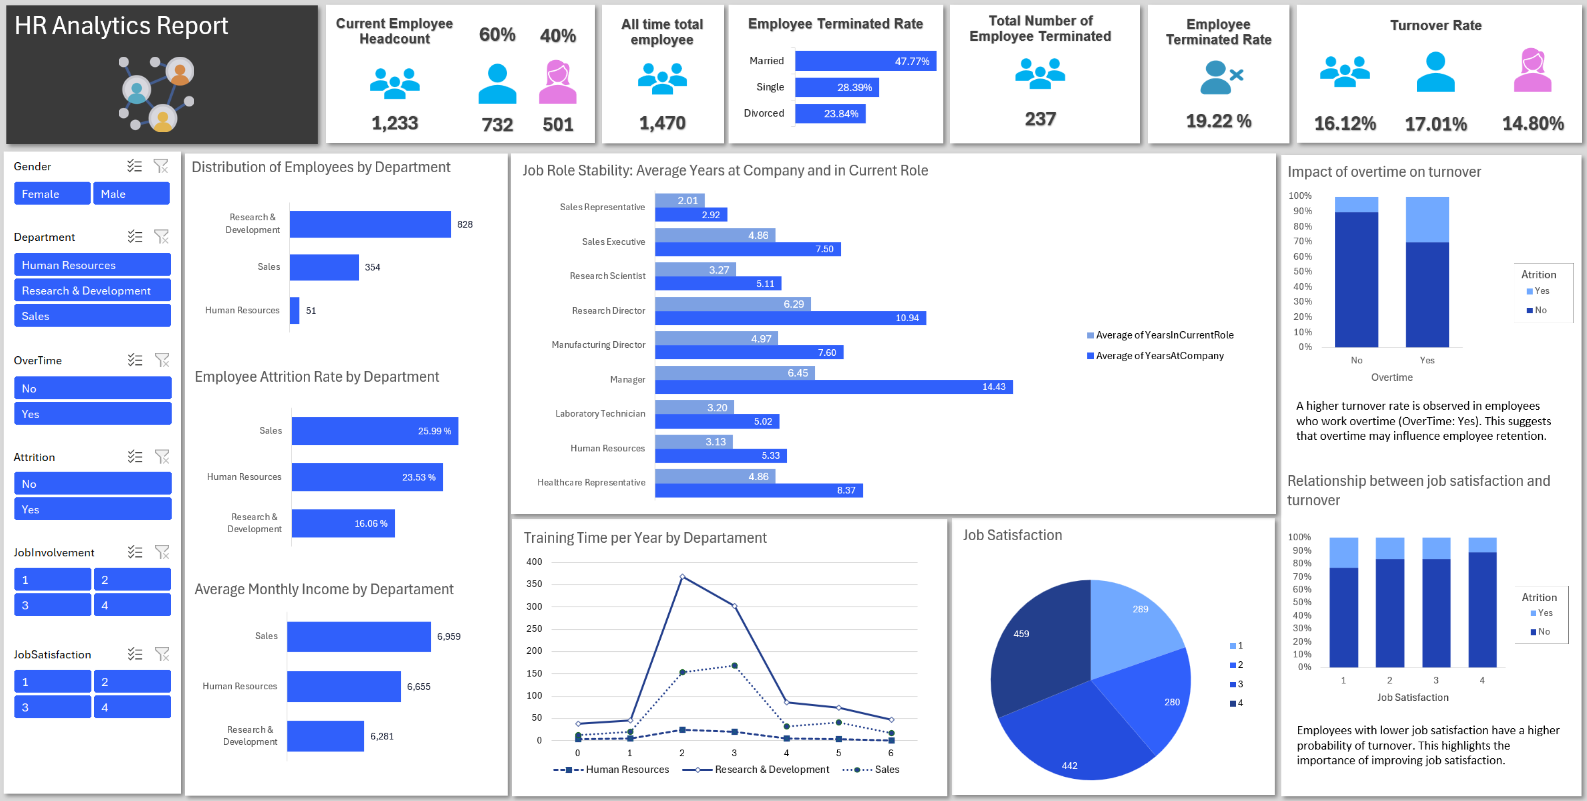 HR Analytics Report
Current Employee
Headcount
60%
40%
1,233
732
501
All time total
employee
1,470
Employee Terminated Rate
Married
47.77%
Single
28.39%
Divorced
23.84%
Total Number of
Employee Terminated
237
Employee
Terminated Rate
19.22 %
Turnover Rate
16.12%
17.01%
14.80%
Gender
Female
Male
Department
Human Resources
Research & Development
Sales
OverTime
No
Yes
Attrition
No
Yes
JobInvolvement
1
2
3
4
JobSatisfaction
1
2
3
4
Distribution of Employees by Department
Research &
Development
828
Sales
354
Human Resources
51
Employee Attrition Rate by Department
Sales
25.99 %
Human Resources
23.53 %
Research &
Development
16.06 %
Average Monthly Income by Departament
Sales
6,959
Human Resources
6,655
Research &
Development
6,281
Job Role Stability: Average Years at Company and in Current Role
Sales Representative
2.01
2.92
Sales Executive
4.86
7.50
Research Scientist
3.27
5.11
Research Director
6.29
10.94
Manufacturing Director
4.97
7.60
Manager
6.45
14.43
Laboratory Technician
3.20
5.02
Human Resources
3.13
5.33
Healthcare Representative
4.86
8.37
Average of YearsInCurrentRole
Average of YearsAtCompany
Training Time per Year by Departament
400
350
300
250
200
150
100
50
0
0 1 2 3 4 5 6
Human Resources
Research & Development
Sales
Job Satisfaction
289
280
442
459
1
2
3
4
Impact of overtime on turnover
100%
90%
80%
70%
60%
50%
40%
30%
20%
10%
0%
No
Yes
Overtime
Atrition
Yes
No
A higher turnover rate is observed in employees
who work overtime (OverTime: Yes). This suggests
that overtime may influence employee retention.
Relationship between job satisfaction and
turnover
100%
90%
80%
70%
60%
50%
40%
30%
20%
10%
0%
1 2 3 4
Job Satisfaction
Atrition
Yes
No
Employees with lower job satisfaction have a higher
probability of turnover. This highlights the
importance of improving job satisfaction.